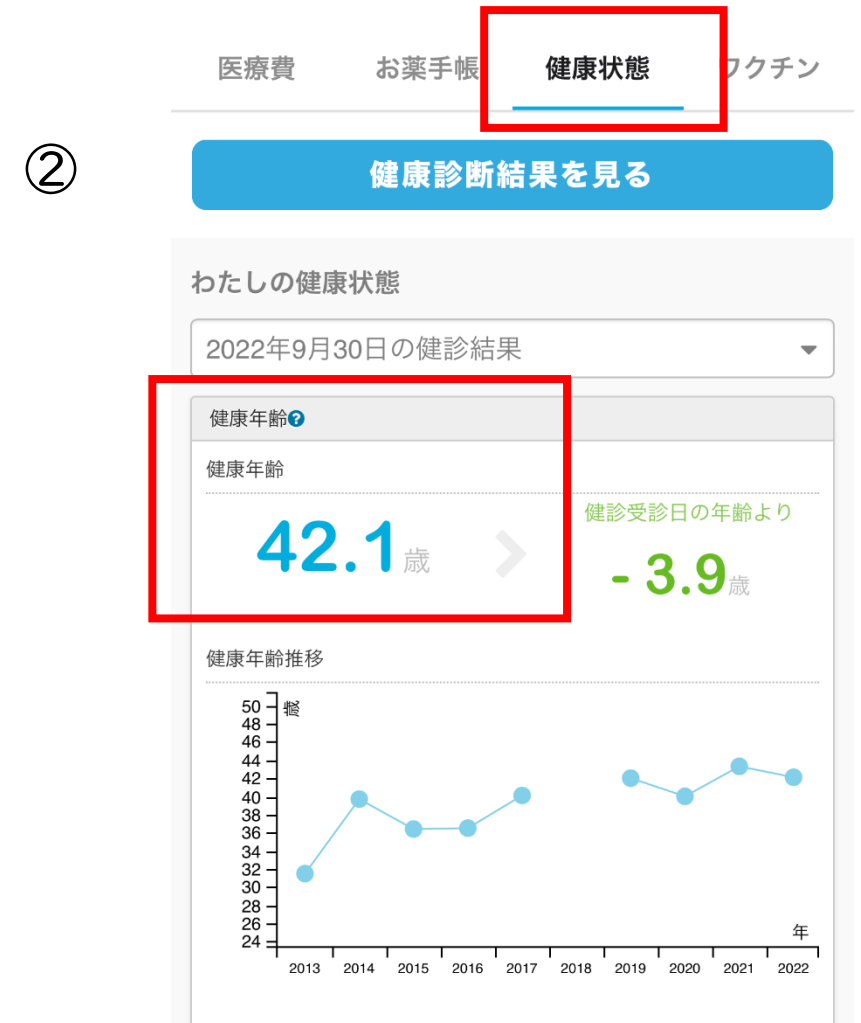 医療費 お薬手帳 健康状態 ワクチン
②
健康診断結果を見る
わたしの健康状態
2022年9月30日の健診結果
健康年齢?
健康年齢
42.1歳
健診受診日の年齢より
- 3.9歳
健康年齢推移
歳
50
48
46
44
42
40
38
36
34
32
30
28
26
24
年
2013 2014 2015 2016 2017 2018 2019 2020 2021 2022